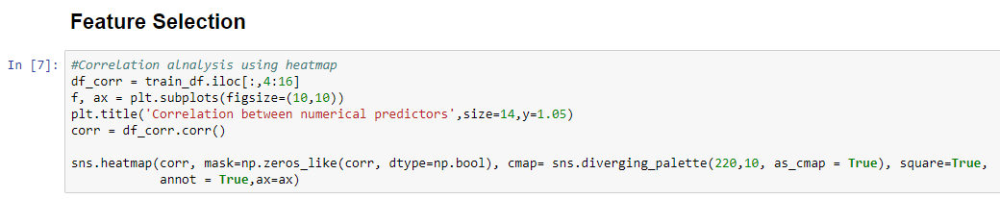 Feature Selection
In [7]: #Correlation alnalysis using heatmap
df_corr = train_df.iloc[:,4:16]
f, ax = plt.subplots(figsize=(10,10))
plt.title('Correlation between numerical predictors',size=14,y=1.05)
corr = df_corr.corr()
sns.heatmap(corr, mask=np.zeros_like(corr, dtype=np.bool), cmap= sns.diverging_palette(220,10, as_cmap = True), square=True,
annot = True,ax=ax)